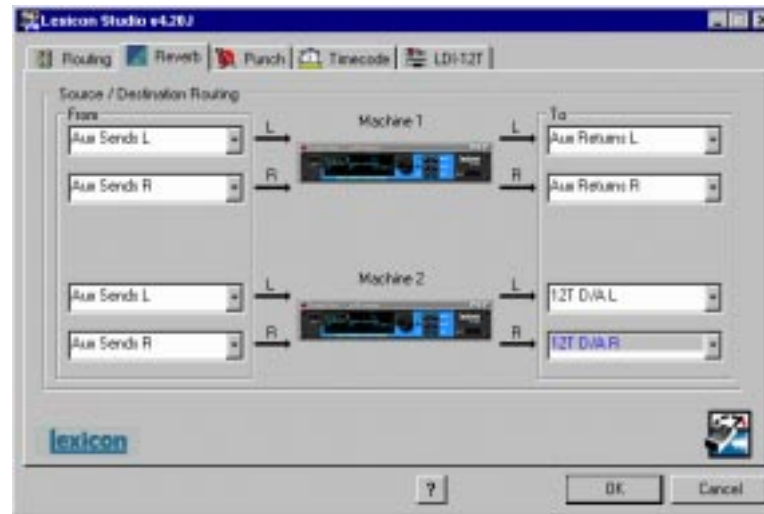 Lexicon Studio v4.20J
Routing Reverb Punch Timecode LDI-12T
Source / Destination Routing
From
Machine 1
To
Aux Sends L
L
L
Aux Returns L
Aux Sends R
R
R
Aux Returns R
Machine 2
Aux Sends L
L
L
12T D/A L
Aux Sends R
R
R
12T D/A R
lexicon
?
OK
Cancel